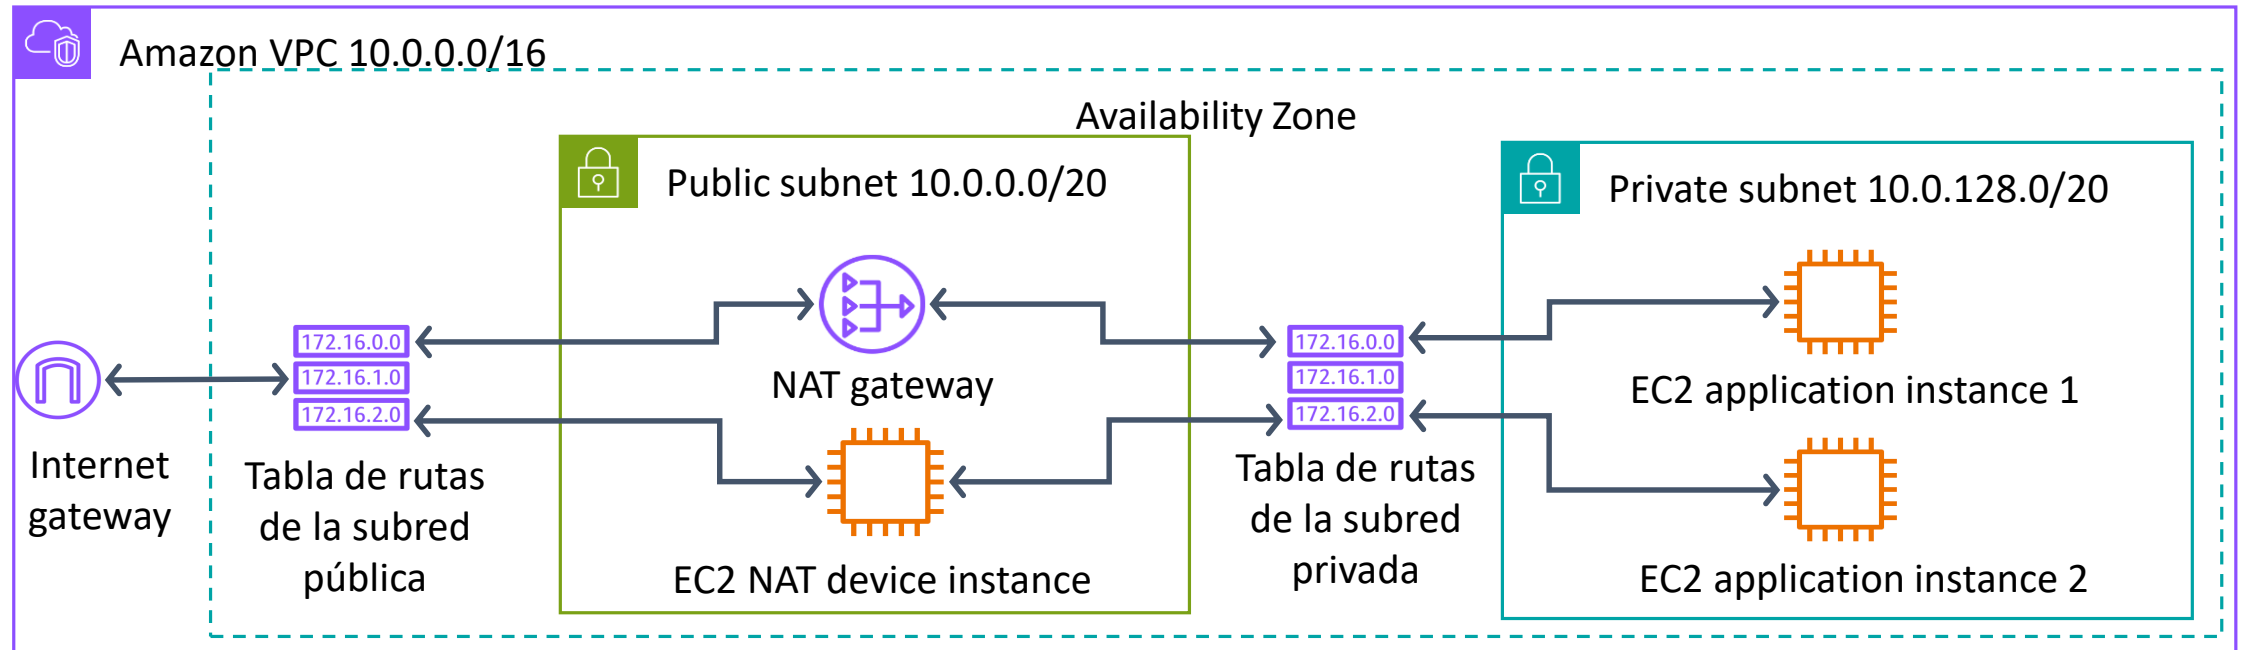 Amazon VPC 10.0.0.0/16
Availability Zone
Public subnet 10.0.0.0/20
Private subnet 10.0.128.0/20
172.16.0.0
172.16.1.0
172.16.2.0
NAT gateway
172.16.0.0
172.16.1.0
172.16.2.0
EC2 application instance 1
Internet
gateway
Tabla de rutas
de la subred
pública
EC2 NAT device instance
Tabla de rutas
de la subred
privada
EC2 application instance 2